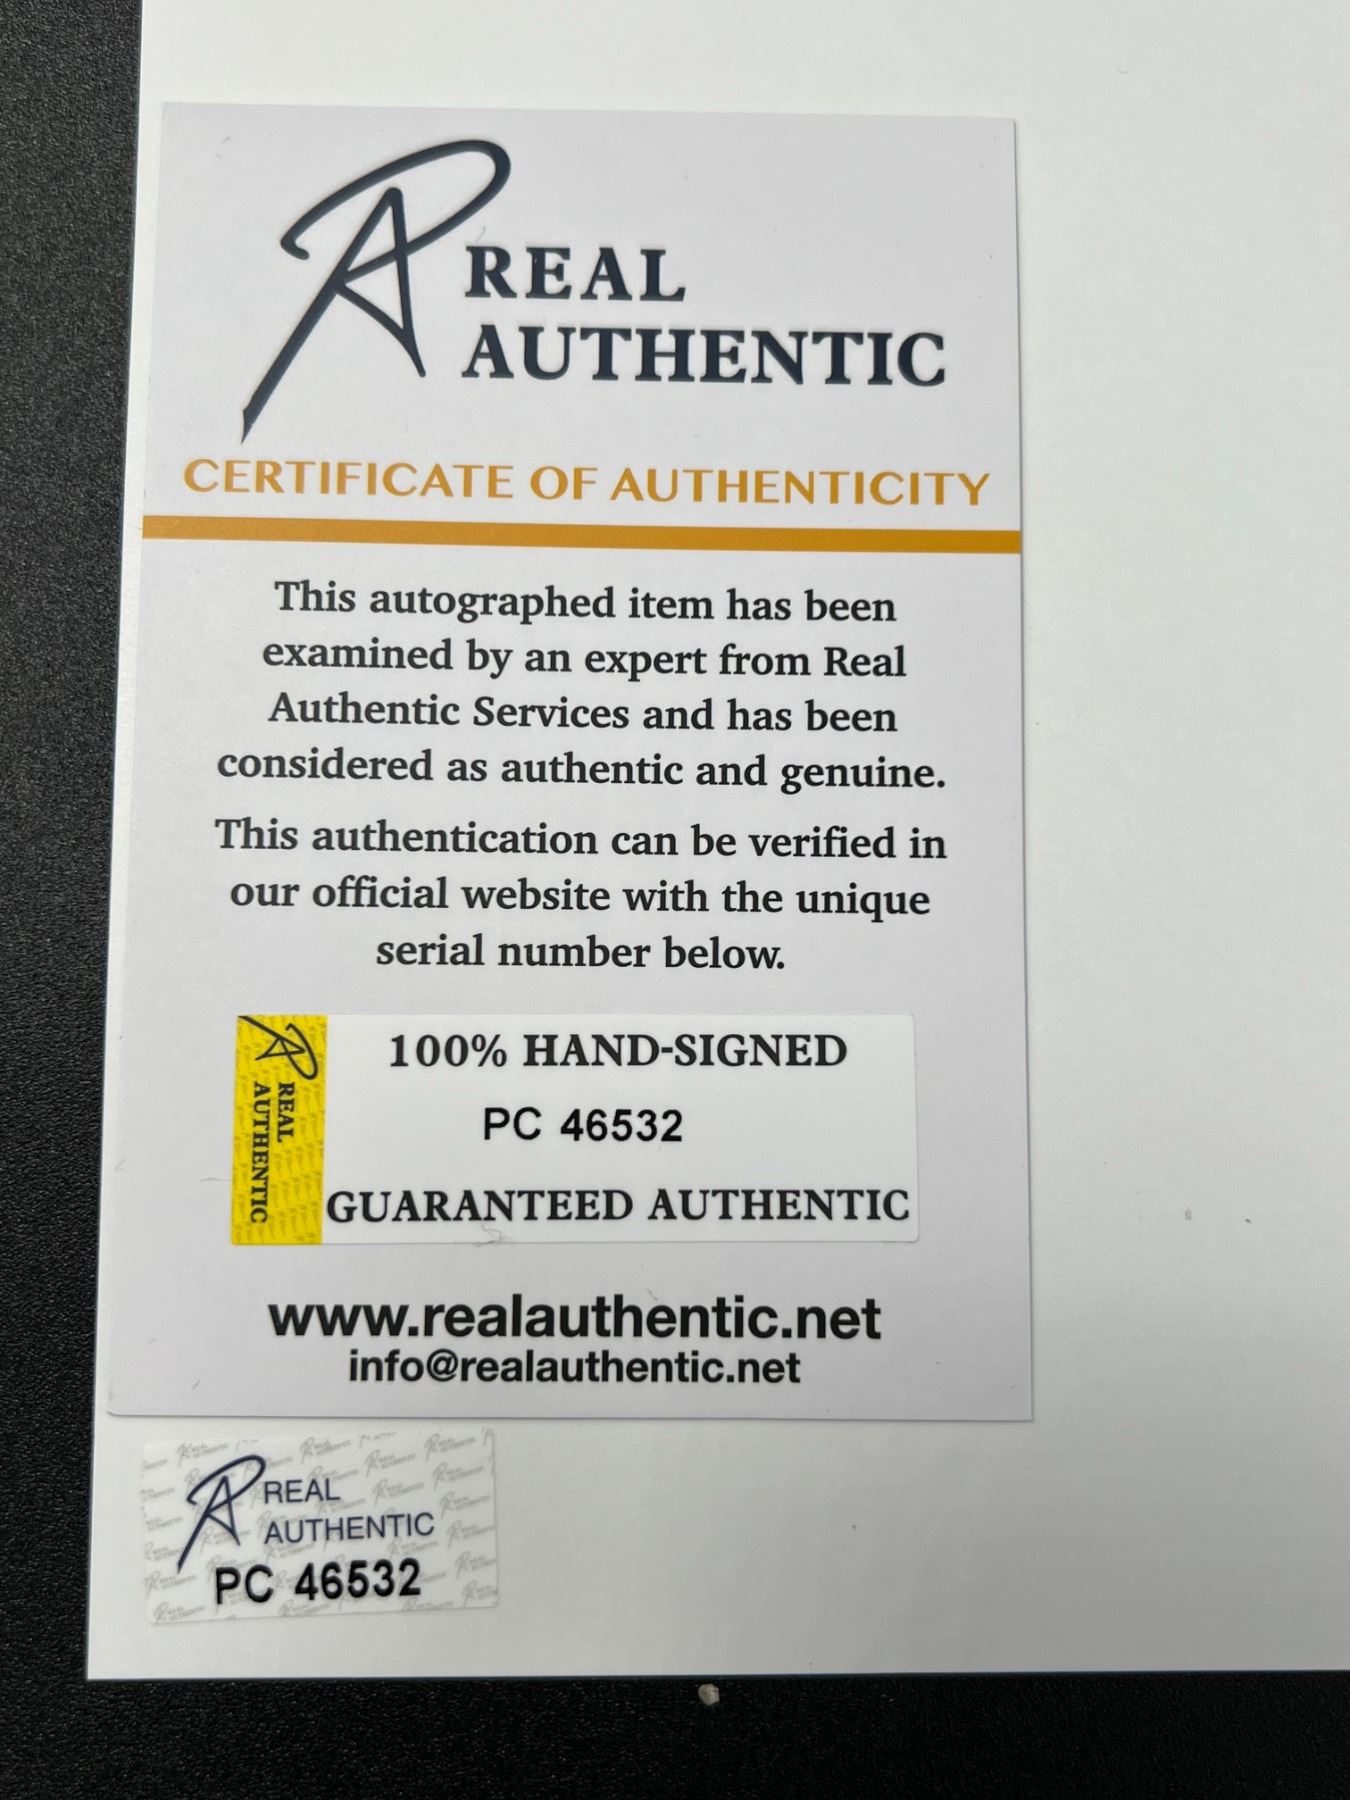 REAL
AUTHENTIC
CERTIFICATE OF AUTHENTICITY
This autographed item has been
examined by an expert from Real
Authentic Services and has been
considered as authentic and genuine.
This authentication can be verified in
our official website with the unique
serial number below.
REAL
AUTHENTIC
100% HAND-SIGNED
PC 46532
GUARANTEED AUTHENTIC
www.realauthentic.net
info@realauthentic.net
REAL
AUTHENTIC
PC 46532